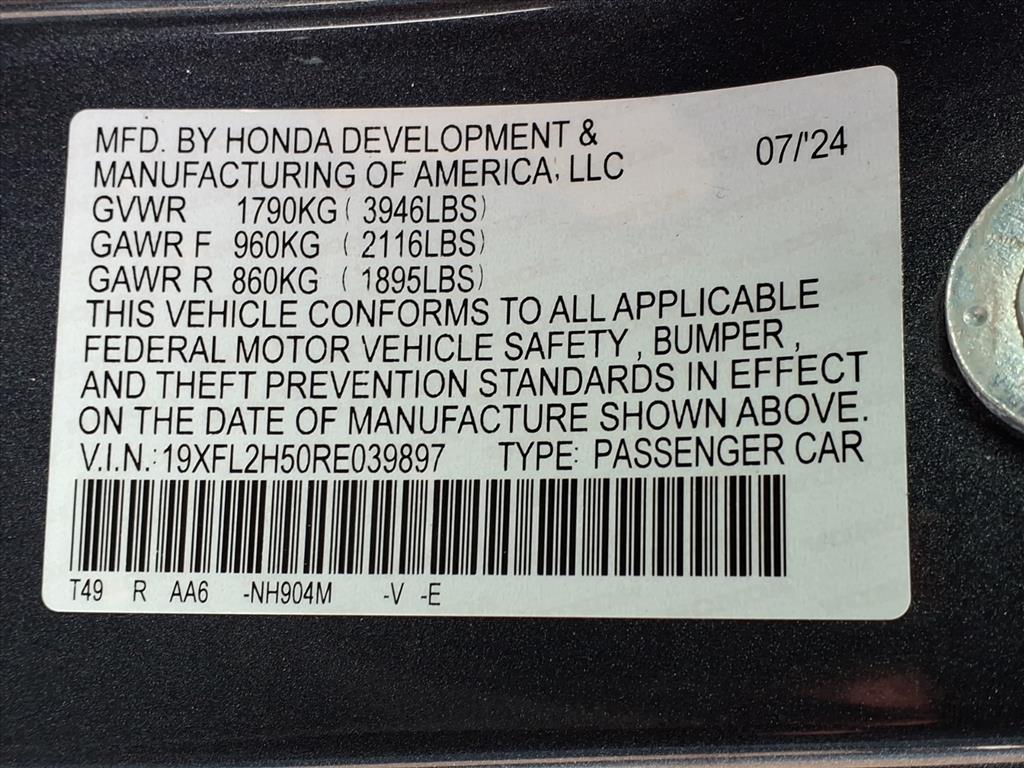 MFD. BY HONDA DEVELOPMENT & 07/'24
MANUFACTURING OF AMERICA, LLC
GVWR 1790KG ( 3946LBS)
GAWR F 960KG ( 2116LBS)
GAWR R 860KG ( 1895LBS)
THIS VEHICLE CONFORMS TO ALL APPLICABLE
FEDERAL MOTOR VEHICLE SAFETY , BUMPER ,
AND THEFT PREVENTION STANDARDS IN EFFECT
ON THE DATE OF MANUFACTURE SHOWN ABOVE.
V.I.N.: 19XFL2H50RE039897 TYPE: PASSENGER CAR
T49 R AA6 -NH904M -V -E